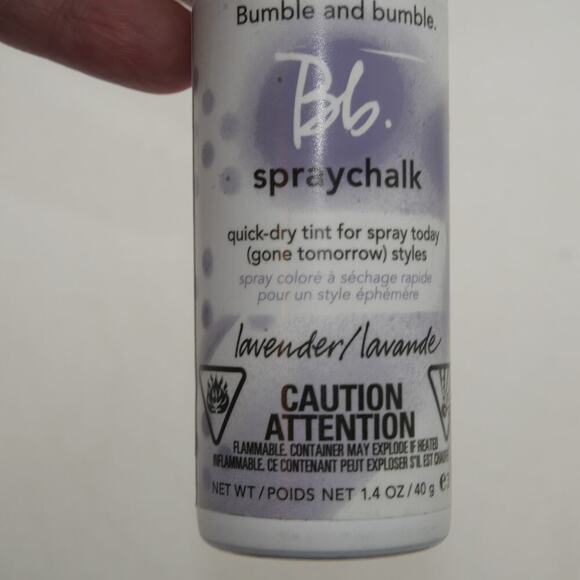 Bumble and bumble.
Bb.
spraychalk
quick-dry tint for spray today
(gone tomorrow) styles
spray coloré à séchage rapide
pour un style éphémère
lavender/lavande
CAUTION
ATTENTION
FLAMMABLE. CONTAINER MAY EXPLODE IF HEATED
INFLAMMABLE. CE CONTENANT PEUT EXPLOSER S'IL EST
NET WT / POIDS NET 1.4 OZ / 40 g ℮